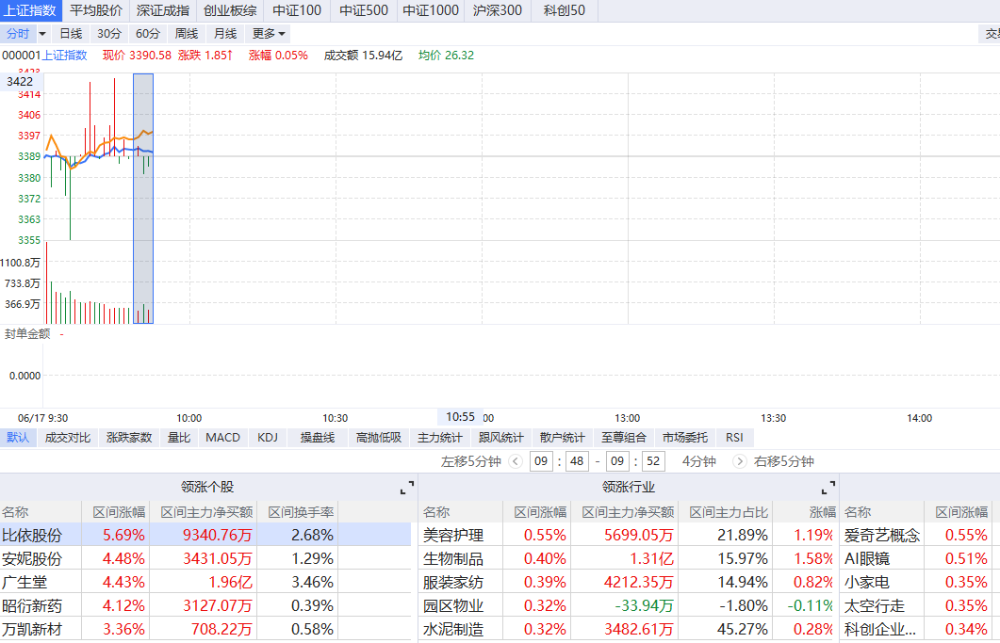 上证指数 平均股价 深证成指 创业板综 中证100 中证500 中证1000 沪深300 科创50
分时 日线 30分 60分 周线 月线 更多
000001上证指数 现价 3390.58 涨跌 1.85↑ 涨幅 0.05% 成交额 15.94亿 均价 26.32
3422
3414
3406
3397
3389
3380
3372
3363
3355
1100.8万
733.8万
366.9万
封单金额 -
0.0000
06/17 9:30 10:00 10:30 10:55 :00 13:00 13:30 14:00
默认 成交对比 涨跌家数 量比 MACD KDJ 操盘线 高抛低吸 主力统计 跟风统计 散户统计 至尊组合 市场委托 RSI
左移5分钟 09 : 48 - 09 : 52 4分钟 右移5分钟
领涨个股 领涨行业
名称 区间涨幅 区间主力净买额 区间换手率 名称 区间涨幅 区间主力净买额 区间主力占比 涨幅 名称 区间涨幅
比依股份 5.69% 9340.76万 2.68% 美容护理 0.55% 5699.05万 21.89% 1.19% 爱奇艺概念 0.55%
安妮股份 4.48% 3431.05万 1.29% 生物制品 0.40% 1.31亿 15.97% 1.58% AI眼镜 0.51%
广生堂 4.43% 1.96亿 3.46% 服装家纺 0.39% 4212.35万 14.94% 0.82% 小家电 0.35%
昭衍新药 4.12% 3127.07万 0.39% 园区物业 0.32% -33.94万 -1.80% -0.11% 太空行走 0.35%
万凯新材 3.36% 708.22万 0.58% 水泥制造 0.32% 3482.61万 45.27% 0.28% 科创企业... 0.34%